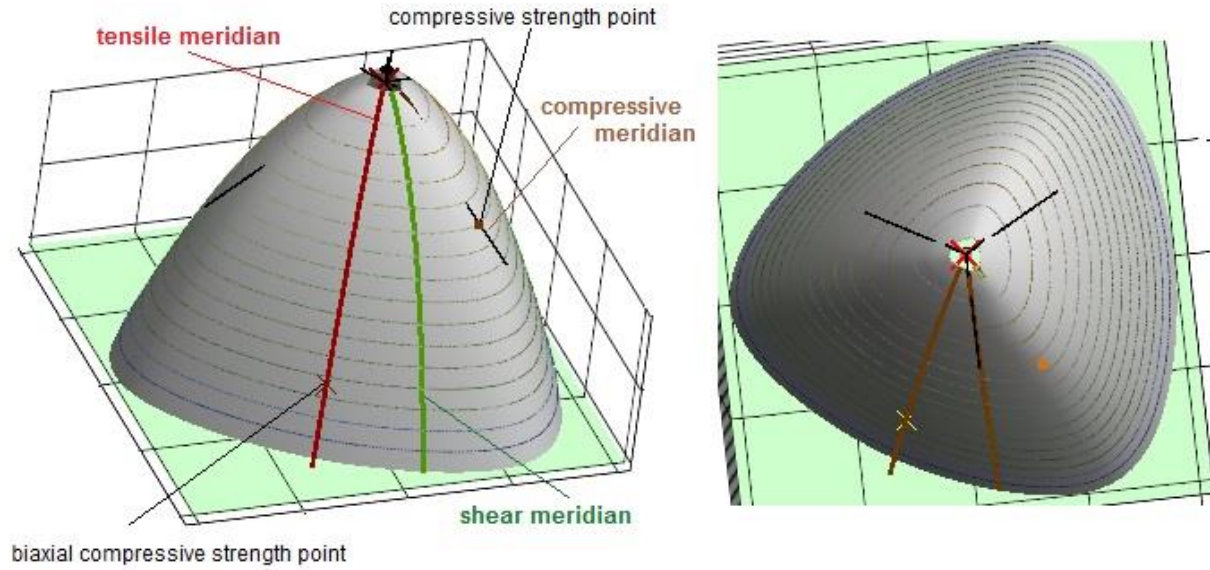 compressive strength point
tensile meridian
compressive
meridian
shear meridian
biaxial compressive strength point